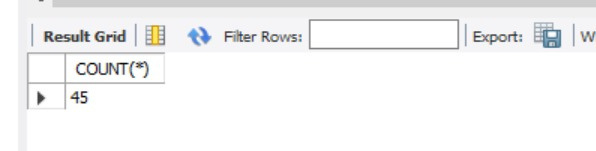 Result Grid Filter Rows: Export: W
COUNT(*)
45